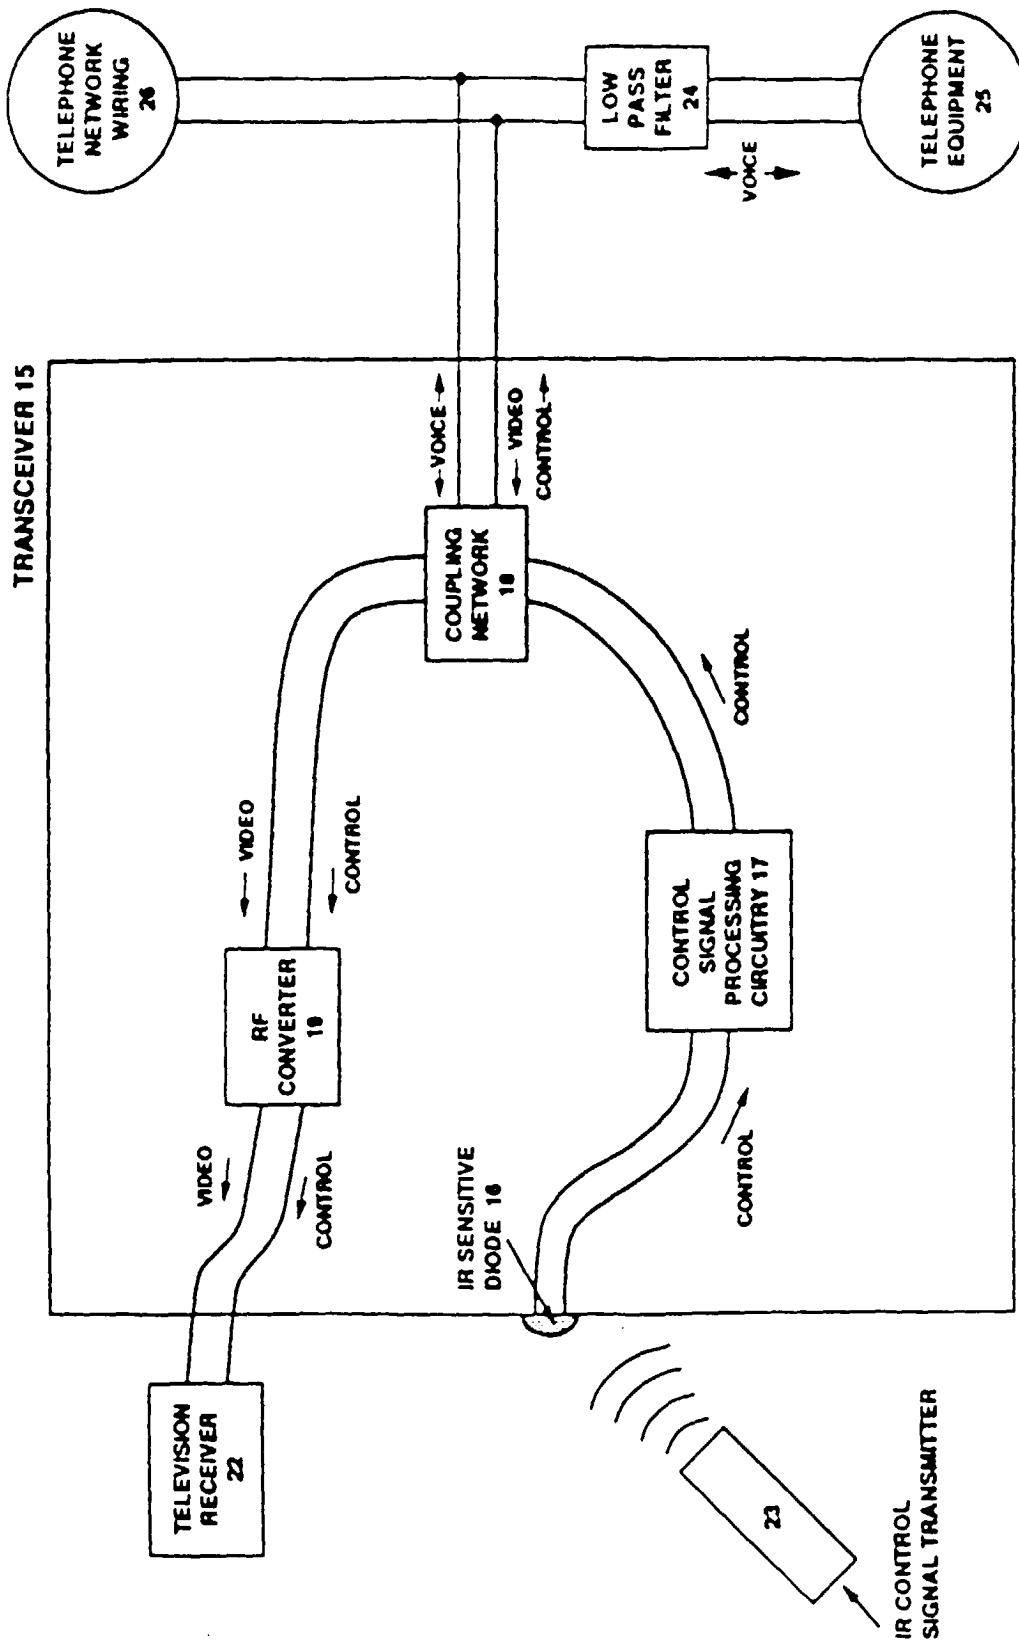 TRANSCEIVER 15
TELEVISION
RECEIVER
22
VIDEO
CONTROL
RF
CONVERTER
19
VIDEO
CONTROL
IR SENSITIVE
DIODE 16
IR CONTROL
SIGNAL TRANSMITTER
23
CONTROL
CONTROL
SIGNAL
PROCESSING
CIRCUITRY 17
CONTROL
COUPLING
NETWORK
18
VOICE
VIDEO
CONTROL
TELEPHONE
NETWORK
WIRING
26
LOW
PASS
FILTER
24
VOICE
TELEPHONE
EQUIPMENT
25